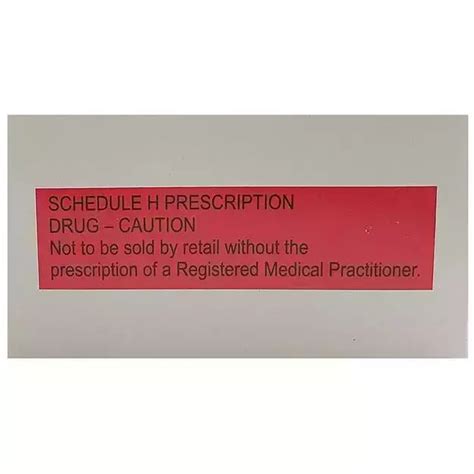 SCHEDULE H PRESCRIPTION
DRUG – CAUTION
Not to be sold by retail without the
prescription of a Registered Medical Practitioner.